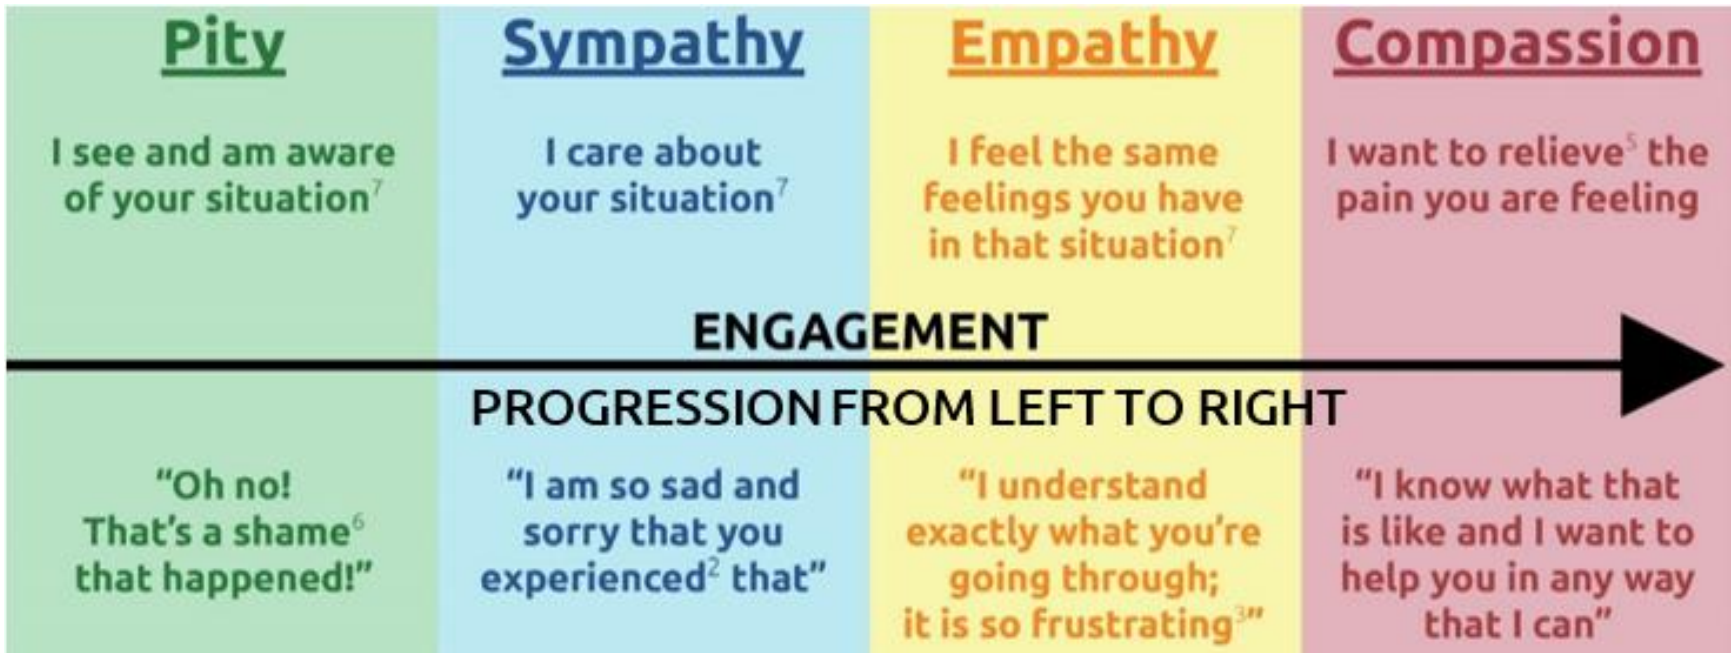 Pity
I see and am aware
of your situation⁷
Sympathy
I care about
your situation⁷
Empathy
I feel the same
feelings you have
in that situation⁷
Compassion
I want to relieve⁵ the
pain you are feeling
ENGAGEMENT
PROGRESSION FROM LEFT TO RIGHT
“Oh no!
That’s a shame⁶
that happened!”
“I am so sad and
sorry that you
experienced² that”
“I understand
exactly what you’re
going through;
it is so frustrating³”
“I know what that
is like and I want to
help you in any way
that I can”